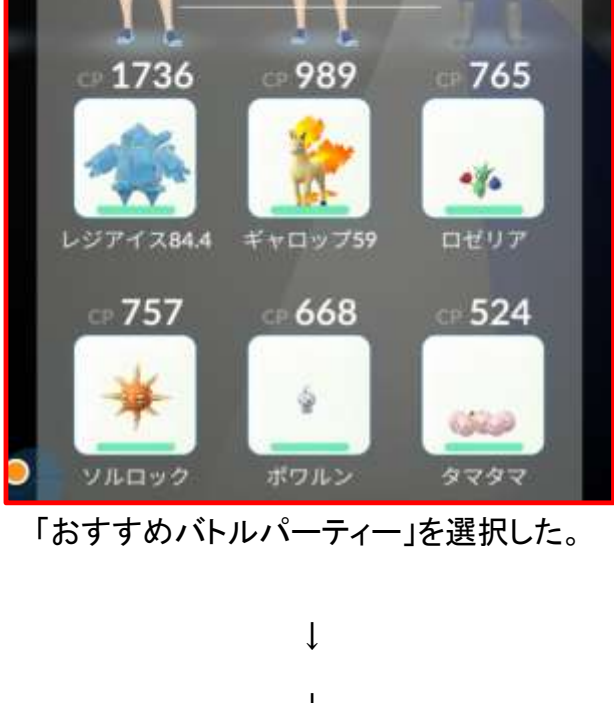 CP 1736 CP 989 CP 765
レジアイス84.4 ギャロップ59 ロゼリア
CP 757 CP 668 CP 524
ソルロック ポワルン タマタマ
「おすすめバトルパーティー」を選択した。
↓